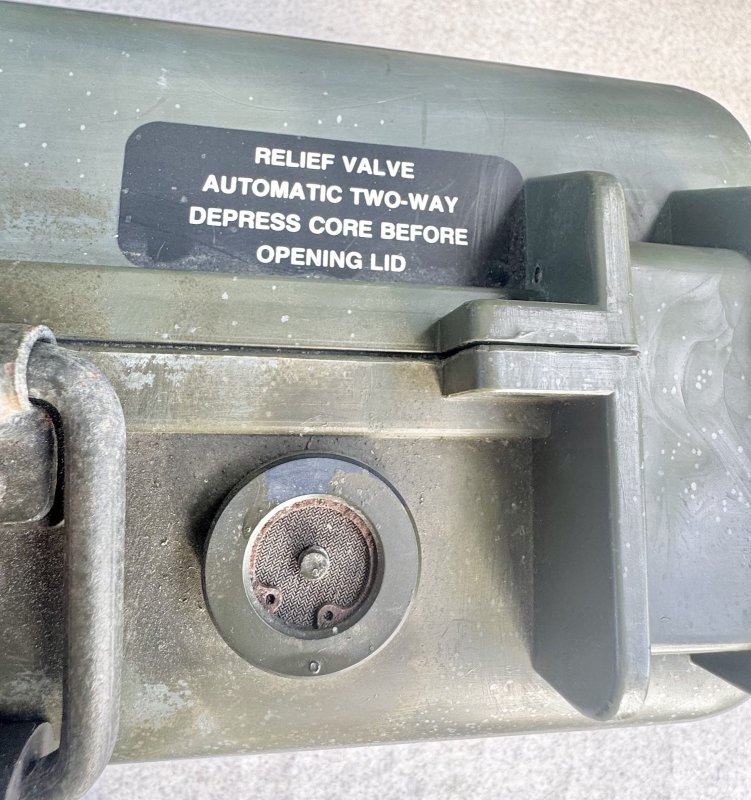 RELIEF VALVE
AUTOMATIC TWO-WAY
DEPRESS CORE BEFORE
OPENING LID